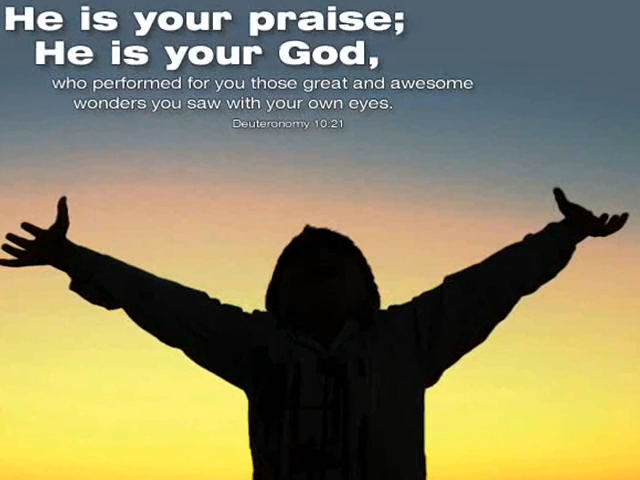 He is your praise;
He is your God,
who performed for you those great and awesome
wonders you saw with your own eyes.
Deuteronomy 10:21